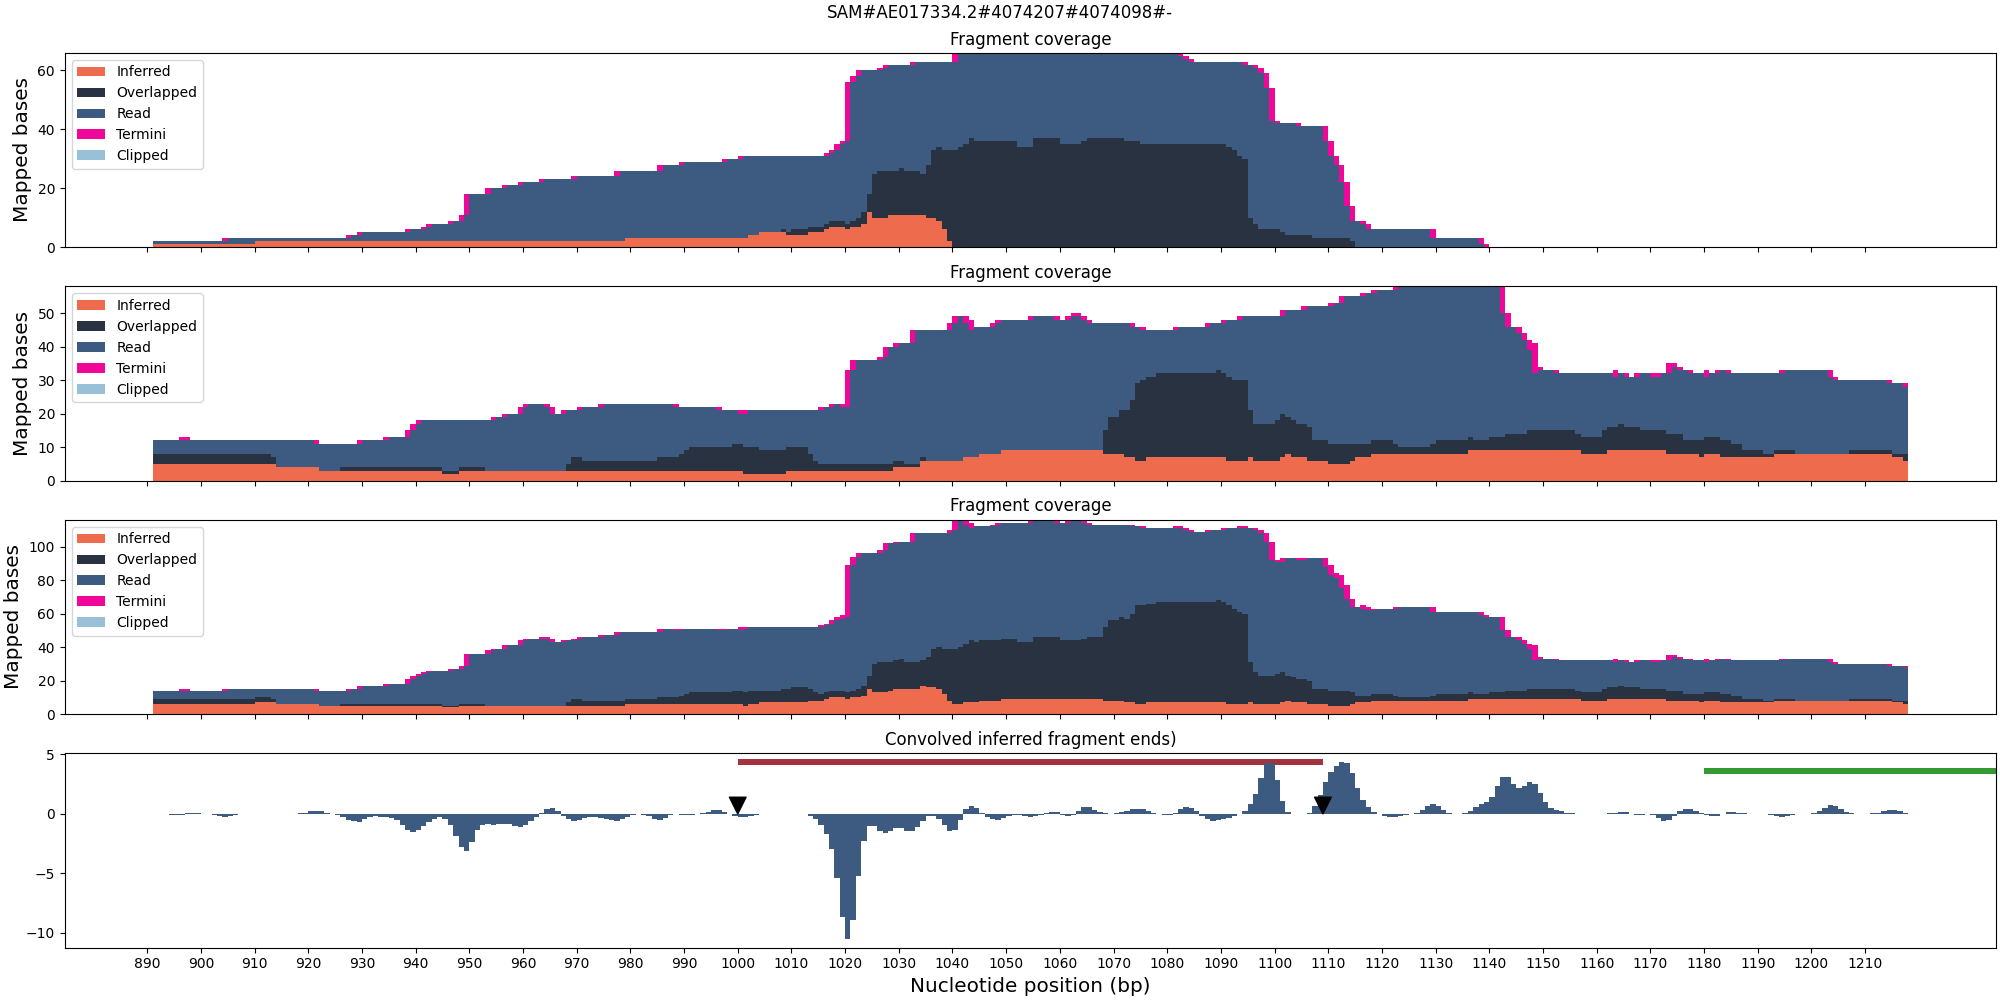 SAM#AE017334.2#4074207#4074098#-
Fragment coverage
Mapped bases
60
40
20
0
Inferred
Overlapped
Read
Termini
Clipped
Fragment coverage
Mapped bases
50
40
30
20
10
0
Inferred
Overlapped
Read
Termini
Clipped
Fragment coverage
Mapped bases
100
80
60
40
20
0
Inferred
Overlapped
Read
Termini
Clipped
Convolved inferred fragment ends)
5
0
−5
−10
890 900 910 920 930 940 950 960 970 980 990 1000 1010 1020 1030 1040 1050 1060 1070 1080 1090 1100 1110 1120 1130 1140 1150 1160 1170 1180 1190 1200 1210
Nucleotide position (bp)